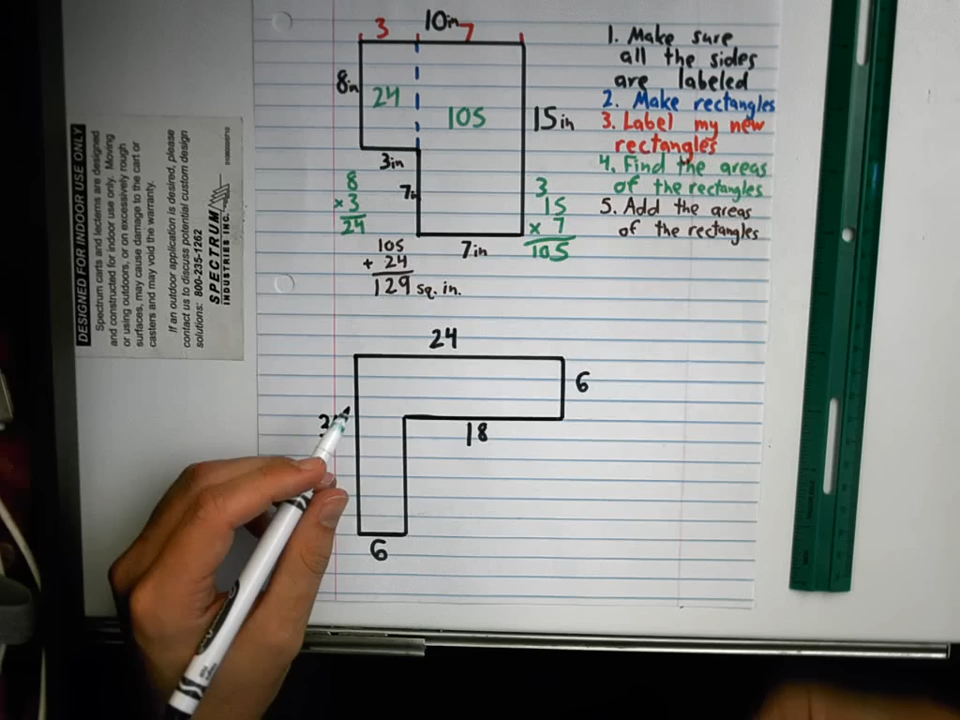 10in
3
7
8in
24
105
15in
3in
7in
7in
8
× 3
24
3
15
× 7
105
105
+ 24
129 sq. in.
1. Make sure
all the sides
are labeled
2. Make rectangles
3. Label my new
rectangles
4. Find the areas
of the rectangles
5. Add the areas
of the rectangles
24
6
18
6
DESIGNED FOR INDOOR USE ONLY
Spectrum carts and lecterns are designed
and constructed for indoor use only. Moving
or using outdoors, or on excessively rough
surfaces, may cause damage to the cart or
casters and may void the warranty.
If an outdoor application is desired, please
contact us to discuss potential custom design
solutions: 800-235-1262
SPECTRUM
INDUSTRIES INC.